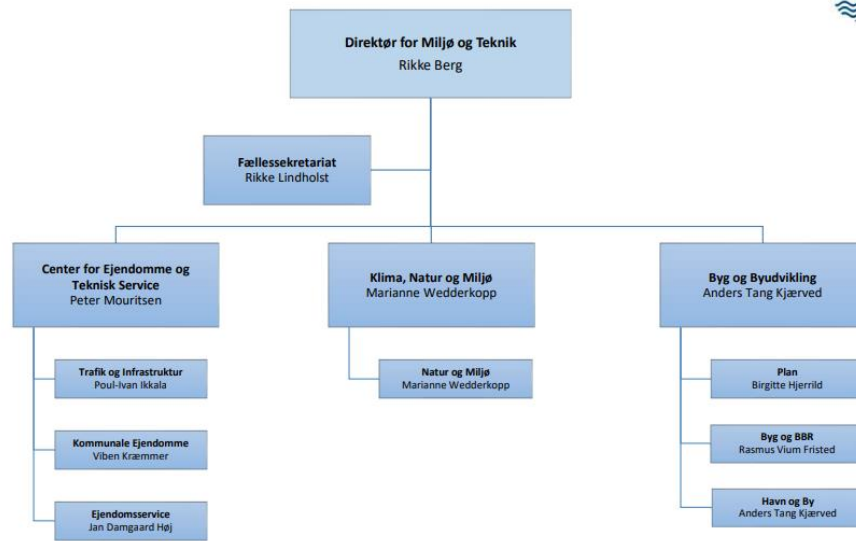 Direktør for Miljø og Teknik
Rikke Berg
Fællessekretariat
Rikke Lindholst
Center for Ejendomme og
Teknisk Service
Peter Mouritsen
Klima, Natur og Miljø
Marianne Wedderkopp
Byg og Byudvikling
Anders Tang Kjærved
Trafik og Infrastruktur
Poul-Ivan Ikkala
Kommunale Ejendomme
Viben Kræmmer
Ejendomsservice
Jan Damgaard Høj
Natur og Miljø
Marianne Wedderkopp
Plan
Birgitte Hjerrild
Byg og BBR
Rasmus Vium Fristed
Havn og By
Anders Tang Kjærved